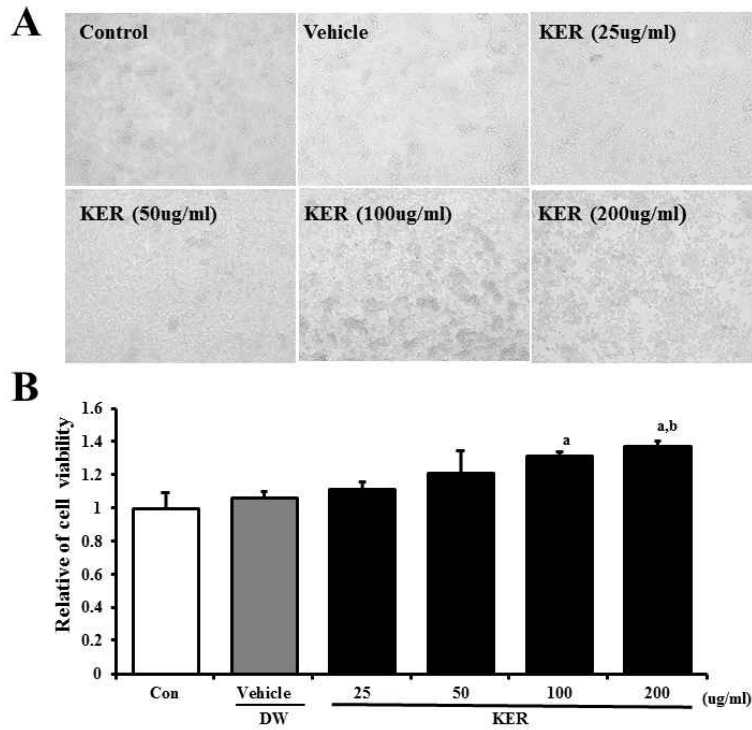 A
Control Vehicle KER (25ug/ml)
KER (50ug/ml) KER (100ug/ml) KER (200ug/ml)
B
Relative of cell viability
1.6
1.4
1.2
1
0.8
0.6
0.4
0.2
0
a
a,b
Con Vehicle 25 50 100 200 (ug/ml)
DW KER